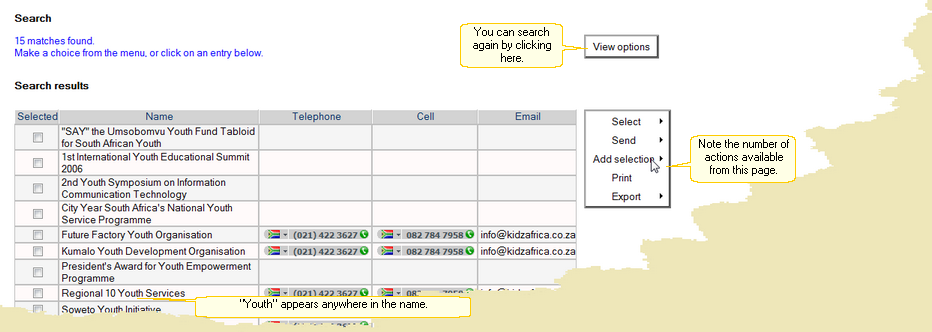 Search
15 matches found.
Make a choice from the menu, or click on an entry below.
You can search
again by clicking
here.
View options
Search results
Selected Name Telephone Cell Email
"SAY" the Umsobomvu Youth Fund Tabloid
for South African Youth
1st International Youth Educational Summit
2006
2nd Youth Symposium on Information
Communication Technology
City Year South Africa's National Youth
Service Programme
Future Factory Youth Organisation (021) 422 3627 082 784 7958 info@kidzafrica.co.za
Kumalo Youth Development Organisation (021) 422 3627 082 784 7958 info@kidzafrica.co.za
President's Award for Youth Empowerment
Programme
Regional 10 Youth Services (021) 422 3627
"Youth" appears anywhere in the name.
Soweto Youth Initiative
Select
Send
Add selection
Print
Export
Note the number of
actions available
from this page.